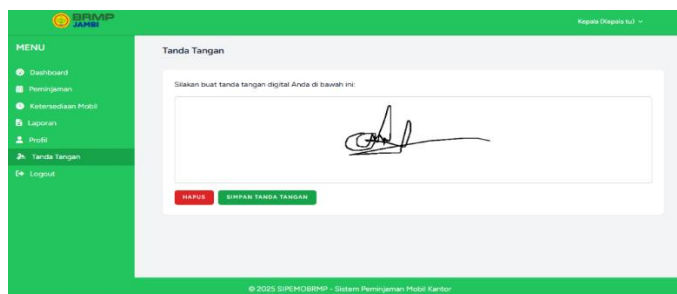 BRMP
JAMBI
Kepala (Kapala tu)
MENU
Tanda Tangan
Dashboard
Peminjaman
Ketersediaan Mobil
Laporan
Profil
Tanda Tangan
Logout
Silakan buat tanda tangan digital Anda di bawah ini:
HAPUS
SIMPAN TANDA TANGAN
© 2025 SIPEMOBRMP - Sistem Peminjaman Mobil Kantor